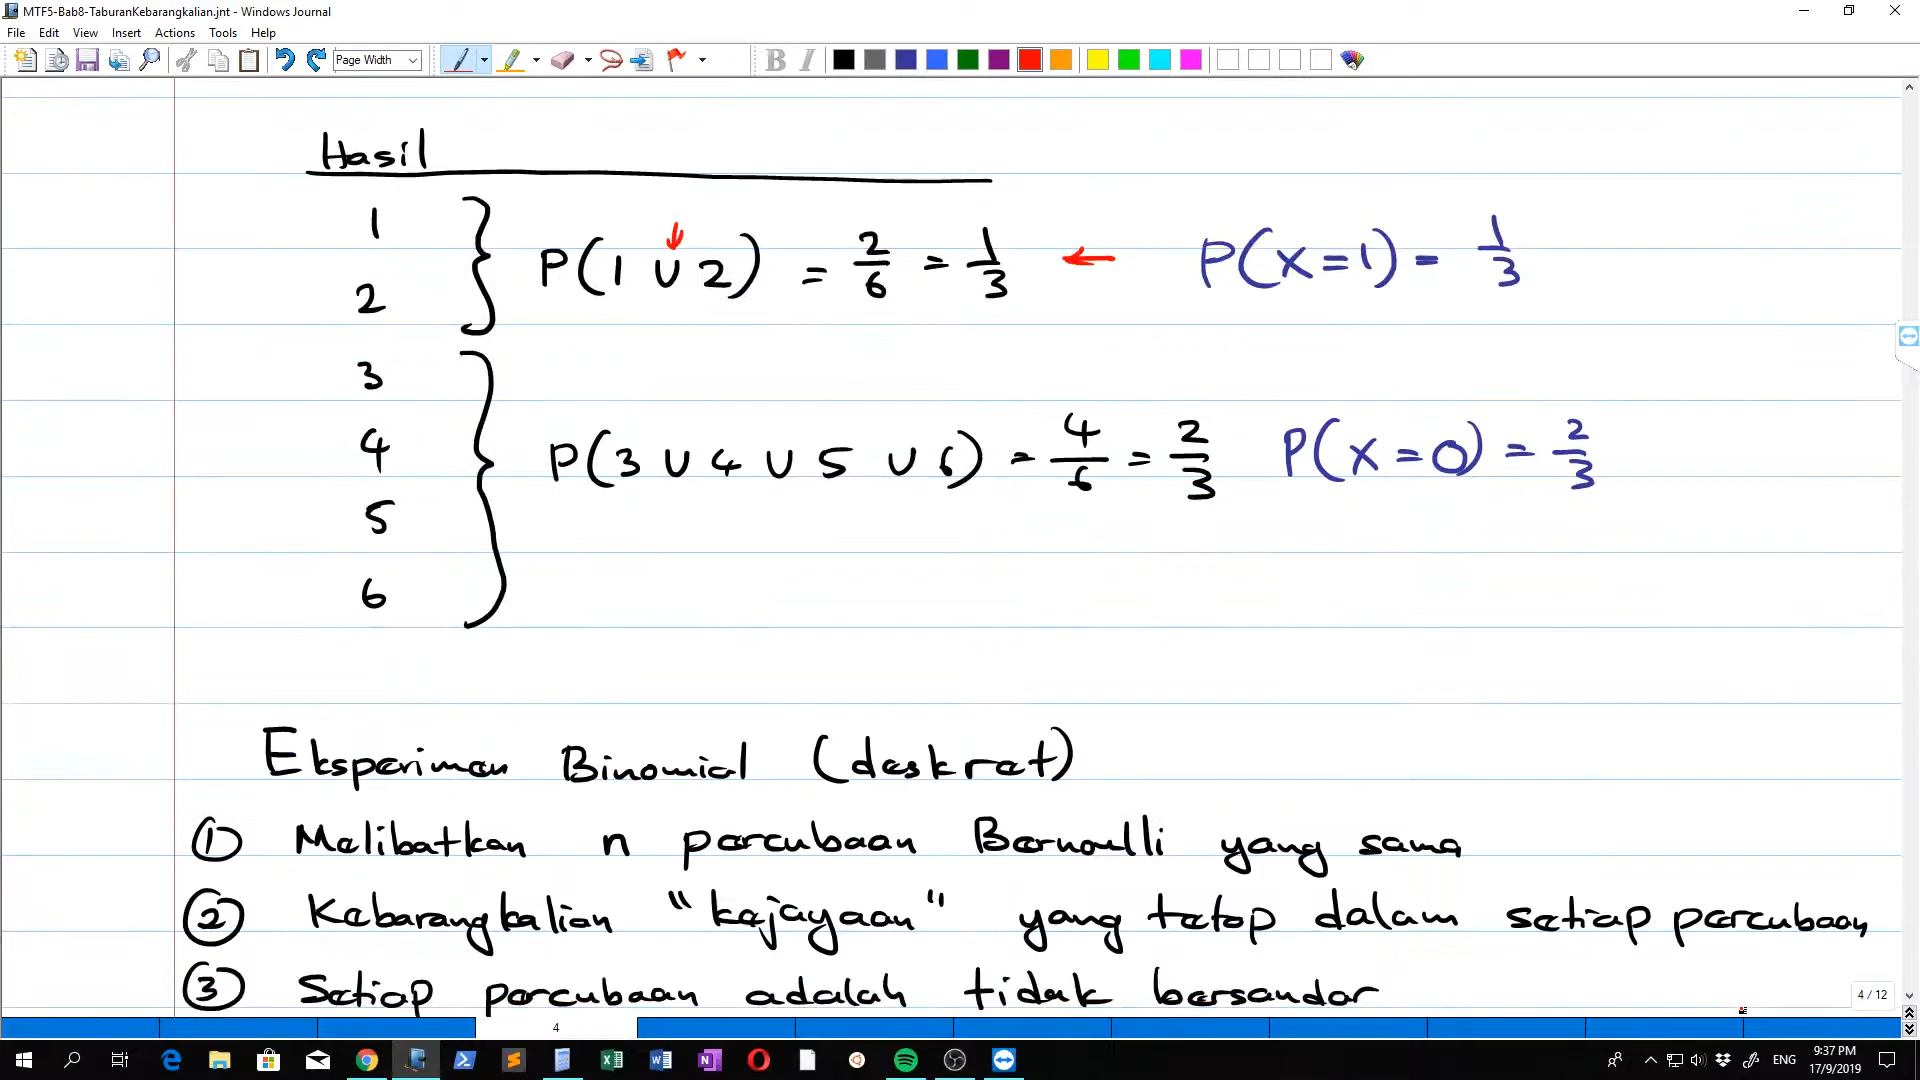 MTF5-Bab8-TaburanKebarangkalian.jnt - Windows Journal
File Edit View Insert Actions Tools Help
Page Width
B I
Hasil
1
2
P(1 ∪ 2) = 2/6 = 1/3 ← P(X=1) = 1/3
3
4
5
6
P(3 ∪ 4 ∪ 5 ∪ 6) = 4/6 = 2/3 P(X=0) = 2/3
Eksperimen Binomial (deskret)
① Melibatkan n percubaan Bernoulli yang sama
② Kebarangkalian "kejayaan" yang tetap dalam setiap percubaan
③ Setiap percubaan adalah tidak bersandar
4 / 12
4
ENG
9:37 PM
17/9/2019